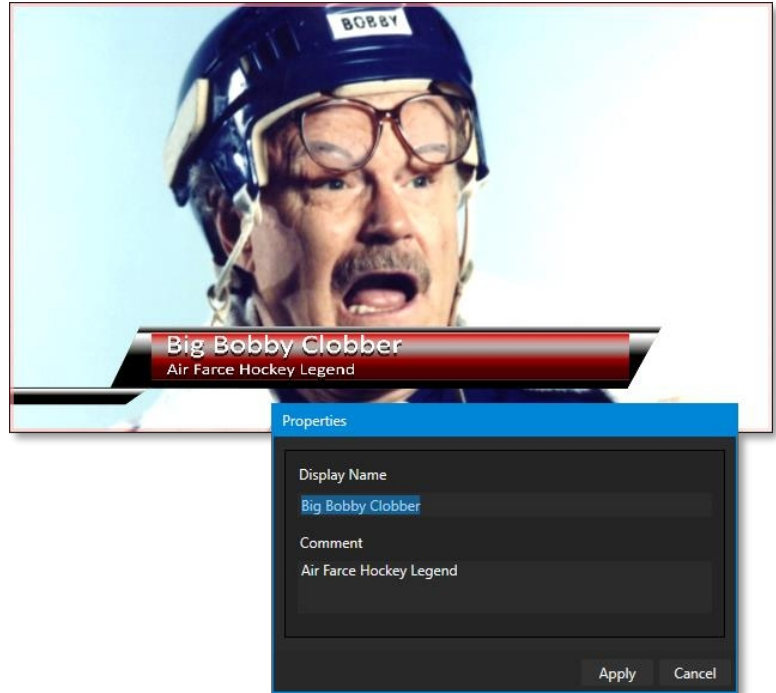 BOBBY
Big Bobby Clobber
Air Farce Hockey Legend
Properties
Display Name
Big Bobby Clobber
Comment
Air Farce Hockey Legend
Apply Cancel